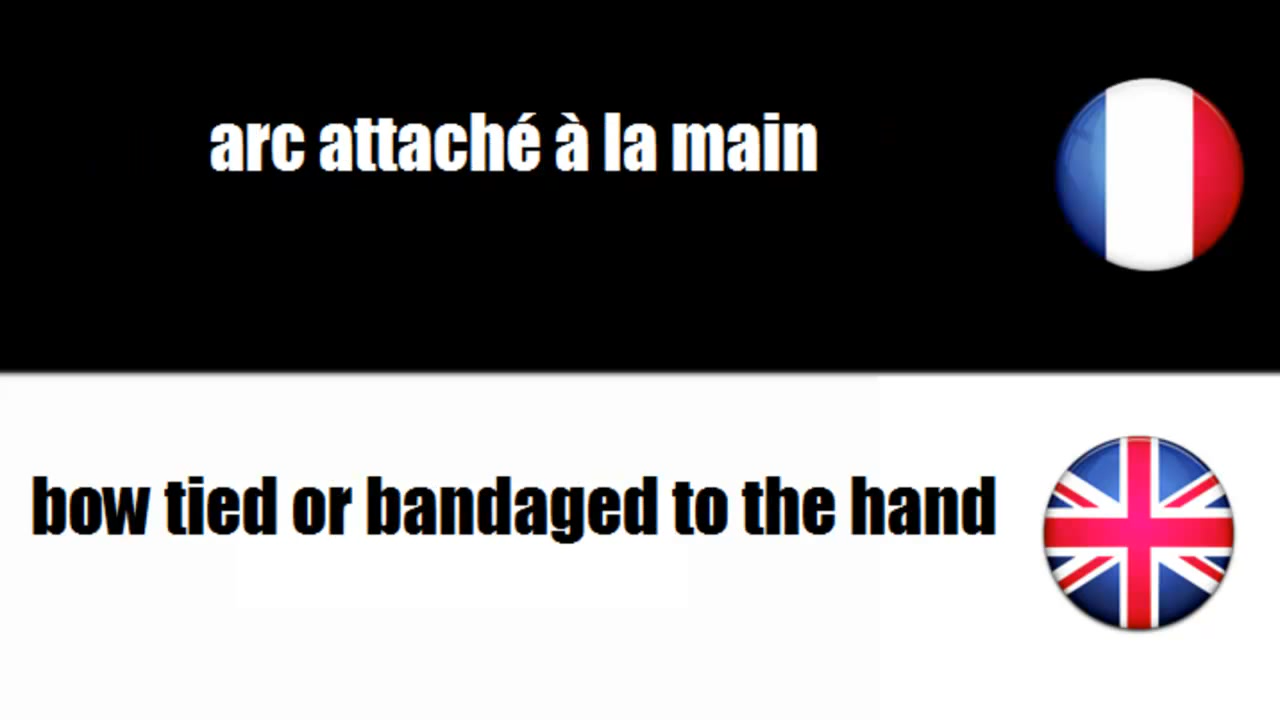 arc attaché à la main
bow tied or bandaged to the hand